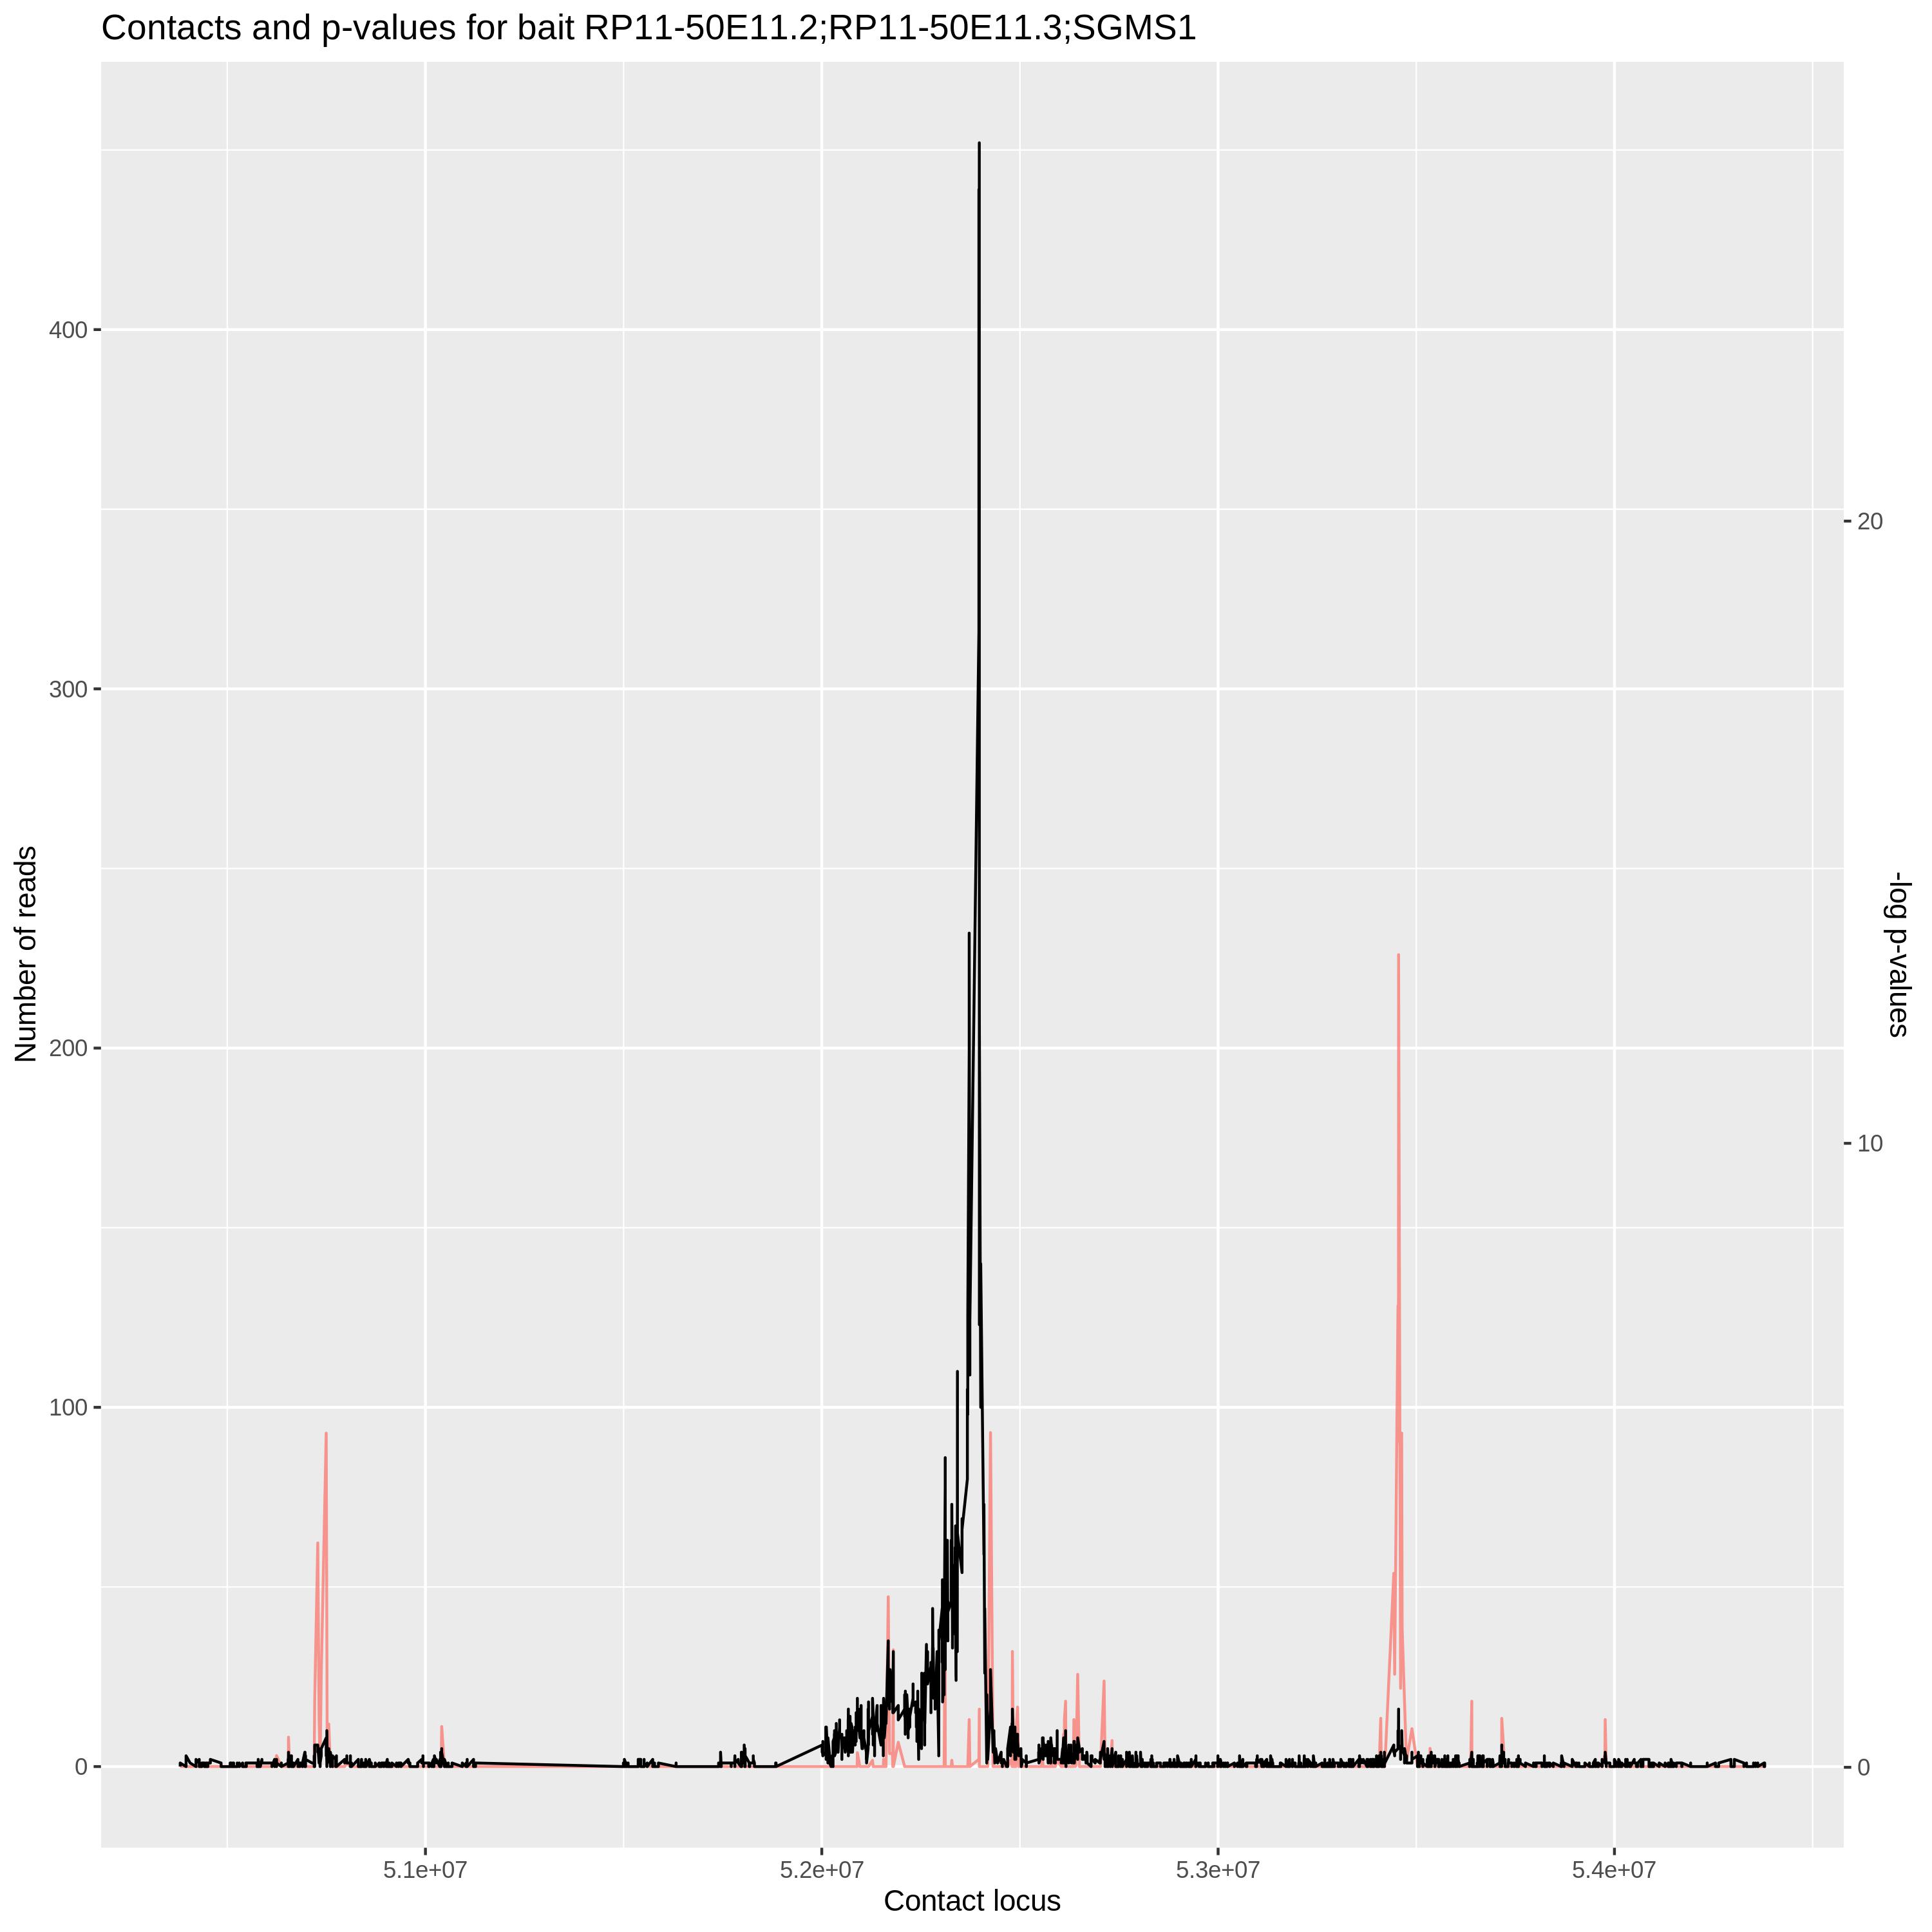 Contacts and p-values for bait RP11-50E11.2;RP11-50E11.3;SGMS1
Number of reads
400
300
200
100
0
20
10
0
-log p-values
5.1e+07 5.2e+07 5.3e+07 5.4e+07
Contact locus